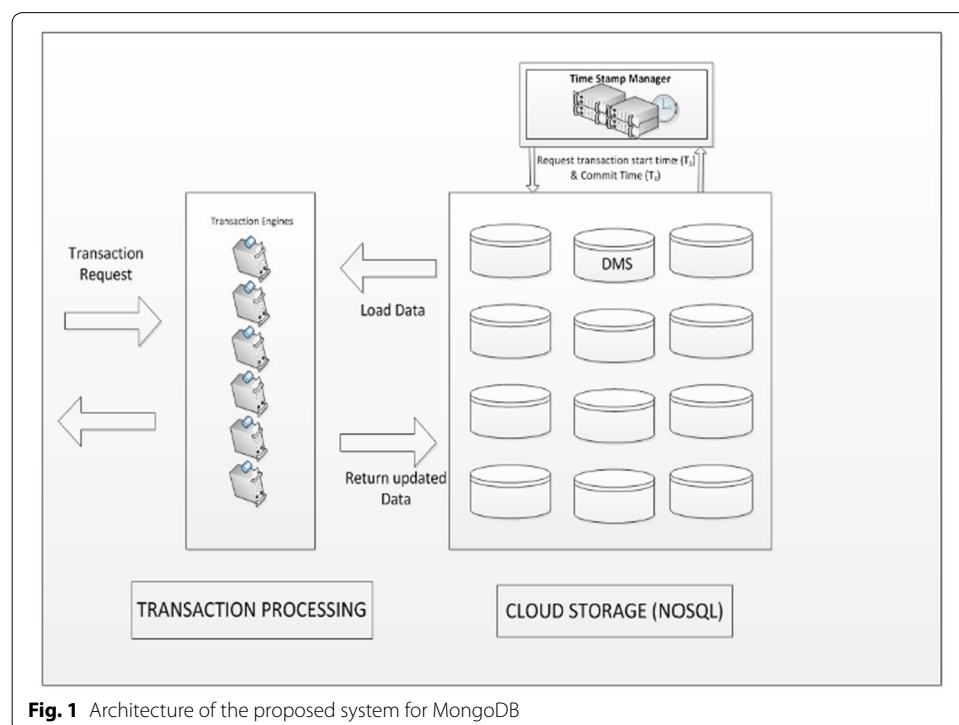 Time Stamp Manager
Request transaction start time (Tₛ)
& Commit Time (T꜀)
Transaction Engines
Transaction
Request
DMS
Load Data
Return updated
Data
TRANSACTION PROCESSING
CLOUD STORAGE (NOSQL)
Fig. 1 Architecture of the proposed system for MongoDB